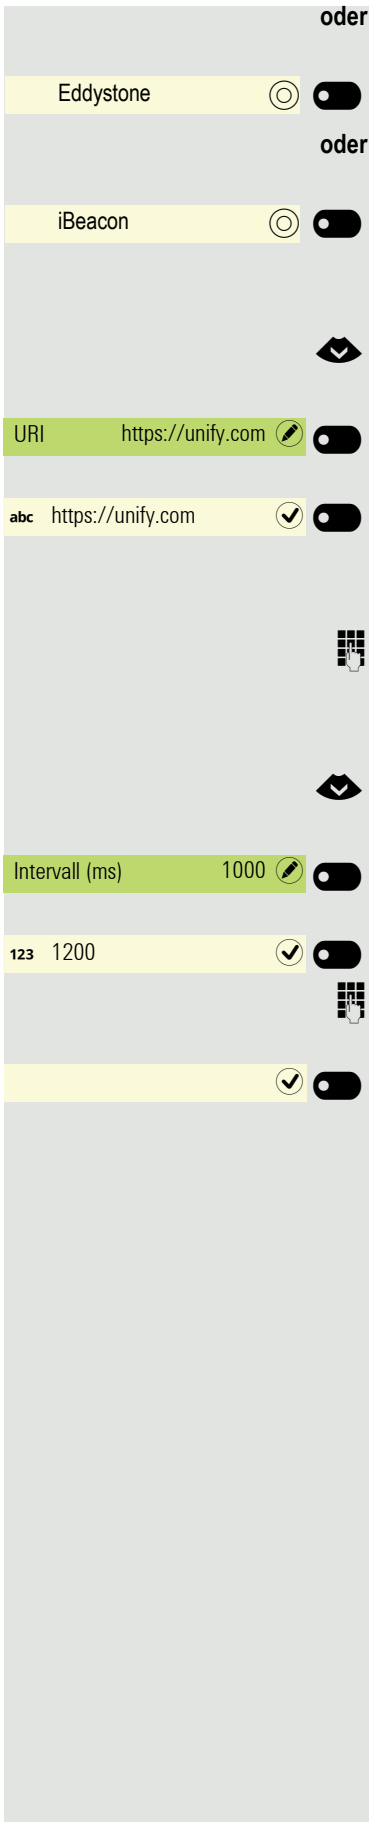 oder
Eddystone
oder
iBeacon
URI https://unify.com
abc https://unify.com
Intervall (ms) 1000
123 1200